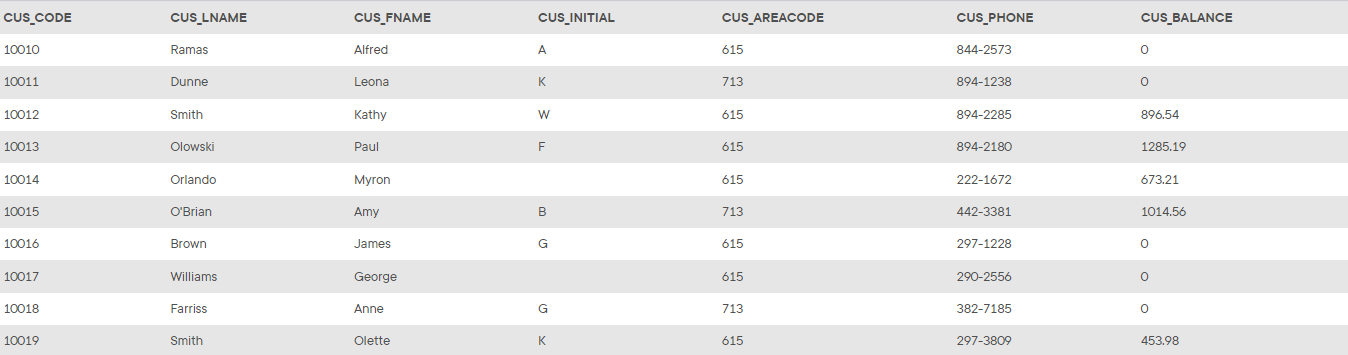 CUS_CODE CUS_LNAME CUS_FNAME CUS_INITIAL CUS_AREACODE CUS_PHONE CUS_BALANCE
10010 Ramas Alfred A 615 844-2573 0
10011 Dunne Leona K 713 894-1238 0
10012 Smith Kathy W 615 894-2285 896.54
10013 Olowski Paul F 615 894-2180 1285.19
10014 Orlando Myron 615 222-1672 673.21
10015 O'Brian Amy B 713 442-3381 1014.56
10016 Brown James G 615 297-1228 0
10017 Williams George 615 290-2556 0
10018 Farriss Anne G 713 382-7185 0
10019 Smith Olette K 615 297-3809 453.98